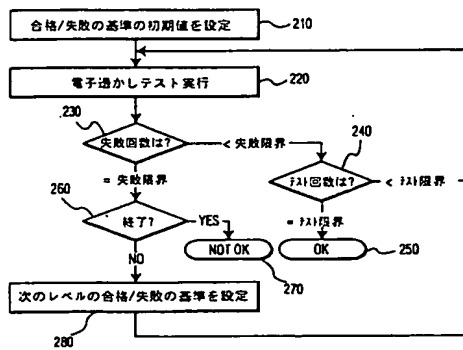 合格/失敗の基準の初期値を設定
210
電子透かしテスト実行
220
230
失敗回数は?
< 失敗限界
240
= 失敗限界
テスト回数は?
< テスト限界
260
終了?
YES
= テスト限界
NO
NOT OK
OK
270
250
次のレベルの合格/失敗の基準を設定
280